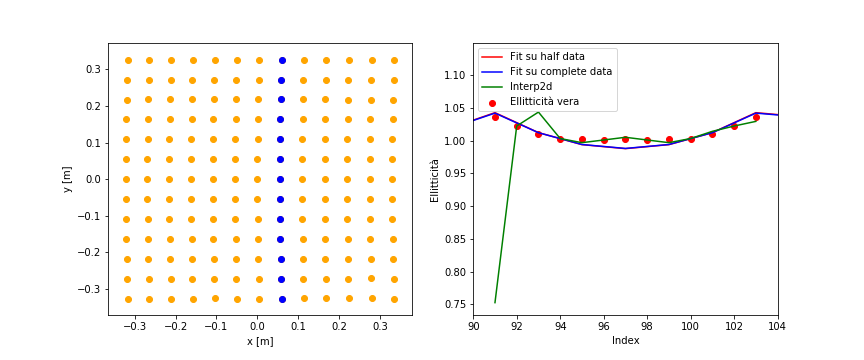 0.3
0.2
0.1
0.0
−0.1
−0.2
−0.3
y [m]
−0.3 −0.2 −0.1 0.0 0.1 0.2 0.3
x [m]
Fit su half data
Fit su complete data
Interp2d
Ellitticità vera
1.10
1.05
1.00
0.95
0.90
0.85
0.80
0.75
Ellitticità
90 92 94 96 98 100 102 104
Index